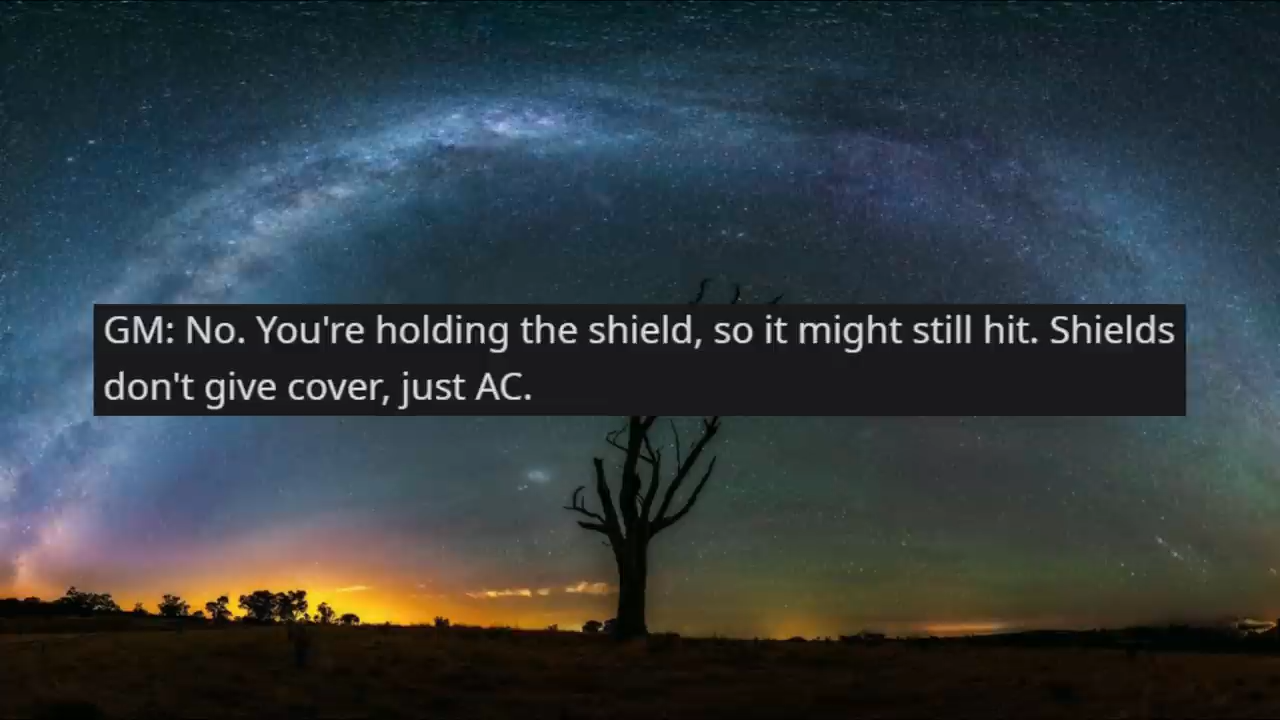 GM: No. You're holding the shield, so it might still hit. Shields
don't give cover, just AC.